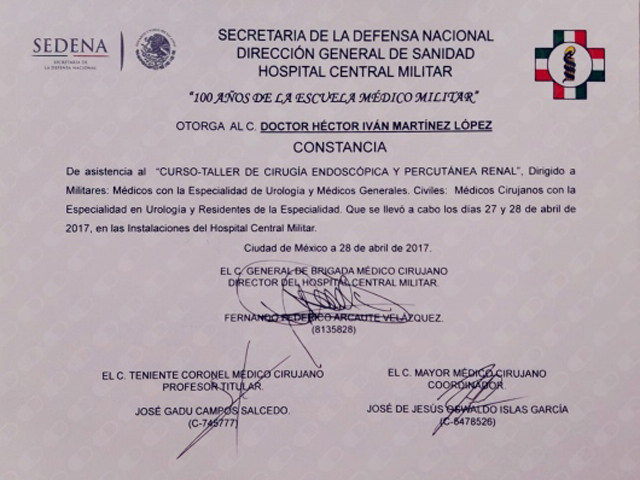 SEDENA
SECRETARÍA DE
LA DEFENSA NACIONAL
SECRETARIA DE LA DEFENSA NACIONAL
DIRECCIÓN GENERAL DE SANIDAD
HOSPITAL CENTRAL MILITAR
“100 AÑOS DE LA ESCUELA MÉDICO MILITAR”
OTORGA AL C. DOCTOR HÉCTOR IVÁN MARTÍNEZ LÓPEZ
CONSTANCIA
De asistencia al “CURSO-TALLER DE CIRUGÍA ENDOSCÓPICA Y PERCUTÁNEA RENAL”, Dirigido a
Militares: Médicos con la Especialidad de Urología y Médicos Generales. Civiles: Médicos Cirujanos con la
Especialidad en Urología y Residentes de la Especialidad. Que se llevó a cabo los días 27 y 28 de abril de
2017, en las Instalaciones del Hospital Central Militar.
Ciudad de México a 28 de abril de 2017.
EL C. GENERAL DE BRIGADA MÉDICO CIRUJANO
DIRECTOR DEL HOSPITAL CENTRAL MILITAR.
FERNANDO FEDERICO ARCAUTE VELÁZQUEZ.
(8135828)
EL C. TENIENTE CORONEL MÉDICO CIRUJANO
PROFESOR TITULAR.
JOSÉ GADU CAMPOS SALCEDO.
(C-745777)
EL C. MAYOR MÉDICO CIRUJANO
COORDINADOR.
JOSÉ DE JESÚS OSWALDO ISLAS GARCÍA
(C-6478526)